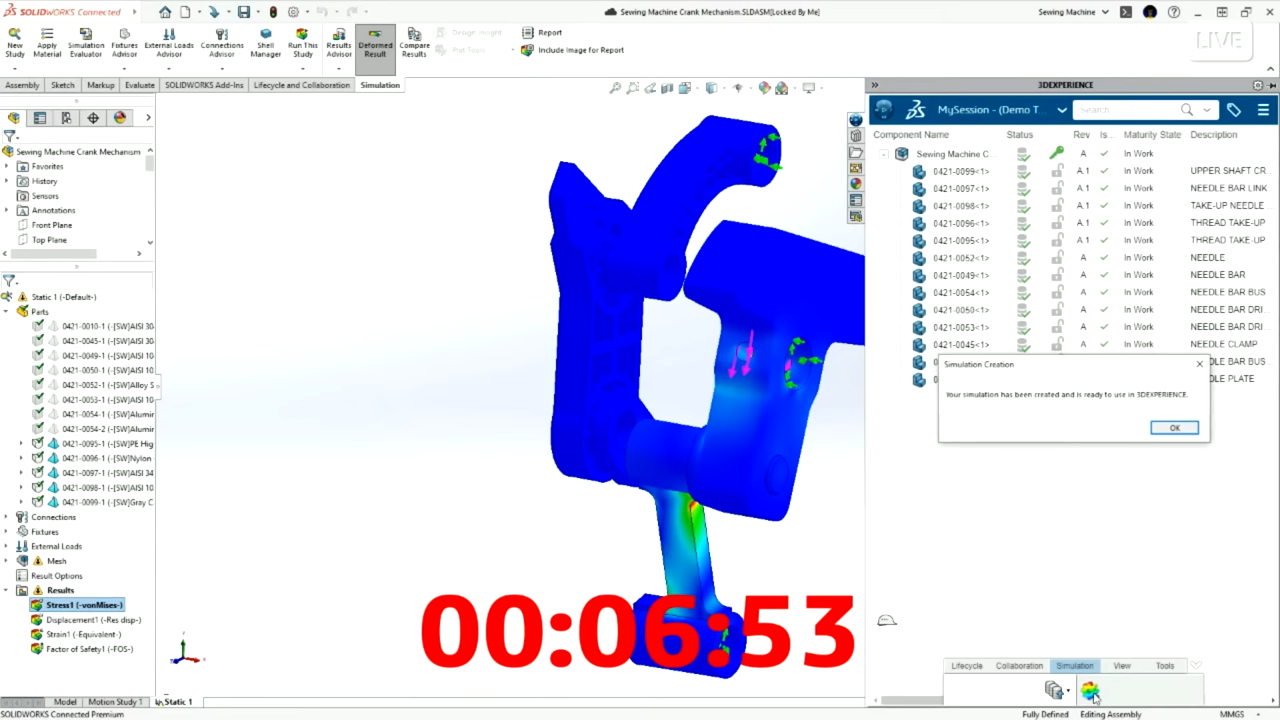 SOLIDWORKS Connected
Sewing Machine Crank Mechanism.SLDASM[Locked By Me]
Sewing Machine
LIVE
New Study
Apply Material
Simulation Evaluator
Fixtures Advisor
External Loads Advisor
Connections Advisor
Shell Manager
Run This Study
Results Advisor
Deformed Result
Compare Results
Design Insight
Plot Tools
Report
Include Image for Report
Assembly Sketch Markup Evaluate SOLIDWORKS Add-Ins Lifecycle and Collaboration Simulation
Sewing Machine Crank Mechanism
Favorites
History
Sensors
Annotations
Front Plane
Top Plane
Static 1 (-Default-)
Parts
0421-0010-1 (-[SW]AISI 30
0421-0045-1 (-[SW]AISI 30
0421-0049-1 (-[SW]AISI 10
0421-0050-1 (-[SW]AISI 10
0421-0052-1 (-[SW]Alloy S
0421-0053-1 (-[SW]AISI 10
0421-0054-1 (-[SW]Alumir
0421-0054-2 (-[SW]Alumir
0421-0095-1 (-[SW]PE Hig
0421-0096-1 (-[SW]Nylon
0421-0097-1 (-[SW]AISI 34
0421-0098-1 (-[SW]AISI 10
0421-0099-1 (-[SW]Gray C
Connections
Fixtures
External Loads
Mesh
Result Options
Results
Stress1 (-vonMises-)
Displacement1 (-Res disp-)
Strain1 (-Equivalent-)
Factor of Safety1 (-FOS-)
00:06:53
3DEXPERIENCE
MySession - (Demo T...
Search
Component Name Status Rev Is... Maturity State Description
Sewing Machine C... A In Work
0421-0099<1> A.1 In Work UPPER SHAFT CR...
0421-0097<1> A.1 In Work NEEDLE BAR LINK
0421-0098<1> A.1 In Work TAKE-UP NEEDLE
0421-0096<1> A.1 In Work THREAD TAKE-UP
0421-0095<1> A.1 In Work THREAD TAKE-UP
0421-0052<1> A In Work NEEDLE
0421-0049<1> A In Work NEEDLE BAR
0421-0054<1> A In Work NEEDLE BAR BUS
0421-0050<1> A In Work NEEDLE BAR DRI...
0421-0053<1> A In Work NEEDLE BAR DRI...
0421-0045<1> A In Work NEEDLE CLAMP
DLE BAR BUS
DLE PLATE
Simulation Creation
Your simulation has been created and is ready to use in 3DEXPERIENCE.
OK
Lifecycle Collaboration Simulation View Tools
Model Motion Study 1 Static 1
SOLIDWORKS Connected Premium
Fully Defined Editing Assembly MMGS